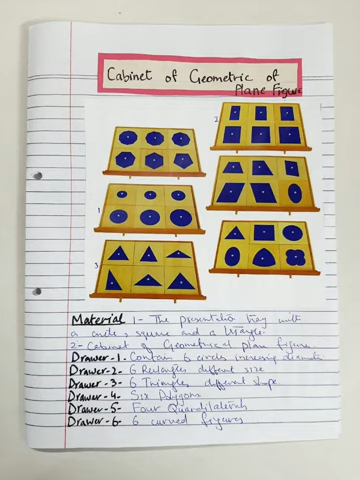 Cabinet of Geometric of
Plane Figure
2
1
3
Material 1- The presentation tray with
a circle, square and a triangle
2- Cabinet of Geometrical plane figure
Drawer-1- Contain 6 circles increasing diameter
Drawer-2- 6 Rectangles different size
Drawer-3- 6 Triangles different shape
Drawer-4- Six Polygons
Drawer-5- Four Quadrilaterals
Drawer-6- 6 curved figures